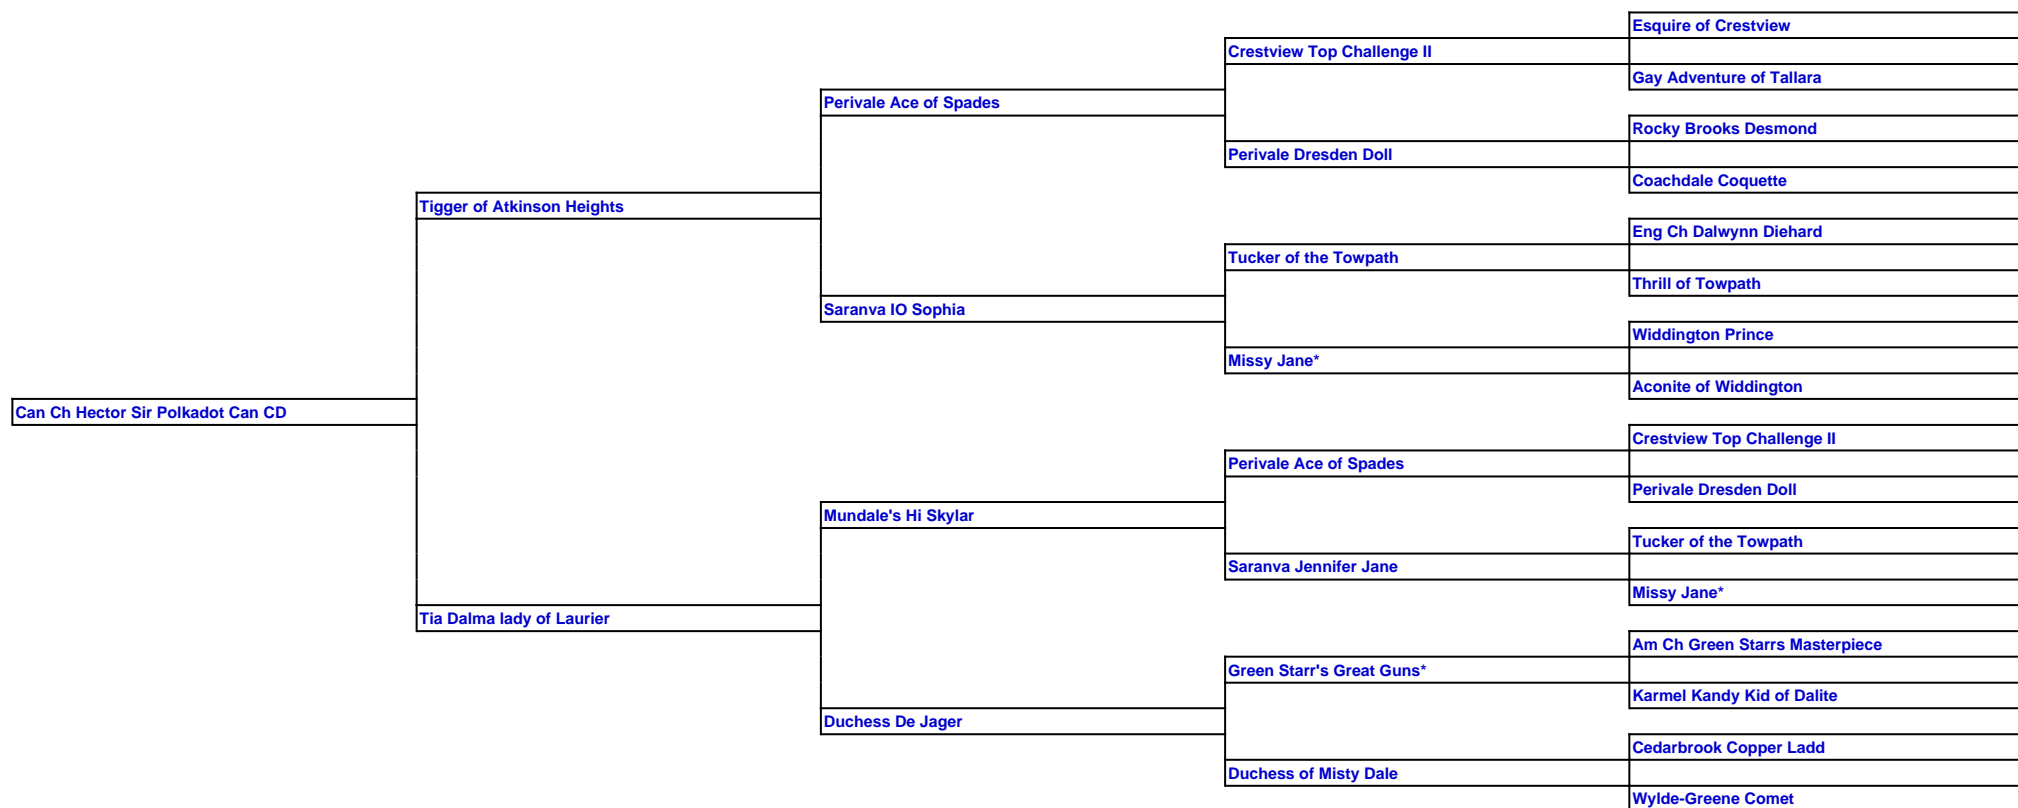 Esquire of Crestview
Crestview Top Challenge II
Gay Adventure of Tallara
Perivale Ace of Spades
Rocky Brooks Desmond
Perivale Dresden Doll
Coachdale Coquette
Tigger of Atkinson Heights
Eng Ch Dalwynn Diehard
Tucker of the Towpath
Thrill of Towpath
Saranva IO Sophia
Widdington Prince
Missy Jane*
Aconite of Widdington
Can Ch Hector Sir Polkadot Can CD
Crestview Top Challenge II
Perivale Ace of Spades
Perivale Dresden Doll
Mundale's Hi Skylar
Tucker of the Towpath
Saranva Jennifer Jane
Missy Jane*
Tia Dalma lady of Laurier
Am Ch Green Starrs Masterpiece
Green Starr's Great Guns*
Karmel Kandy Kid of Dalite
Duchess De Jager
Cedarbrook Copper Ladd
Duchess of Misty Dale
Wylde-Greene Comet